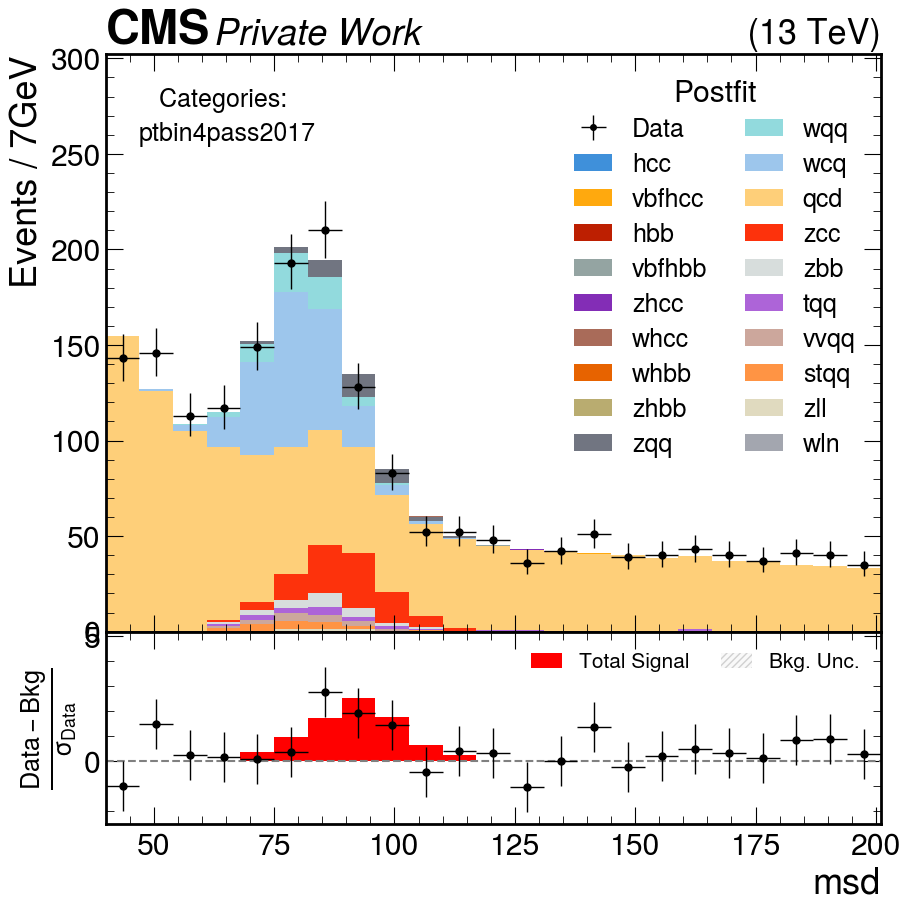 CMS Private Work (13 TeV)
Events / 7GeV
300
250
200
150
100
50
0
Categories:
ptbin4pass2017
Postfit
Data
hcc
vbfhcc
hbb
vbfhbb
zhcc
whcc
whbb
zhbb
zqq
wqq
wcq
qcd
zcc
zbb
tqq
vvqq
stqq
zll
wln
Data – Bkg
σData
5
0
Total Signal
Bkg. Unc.
50 75 100 125 150 175 200
msd